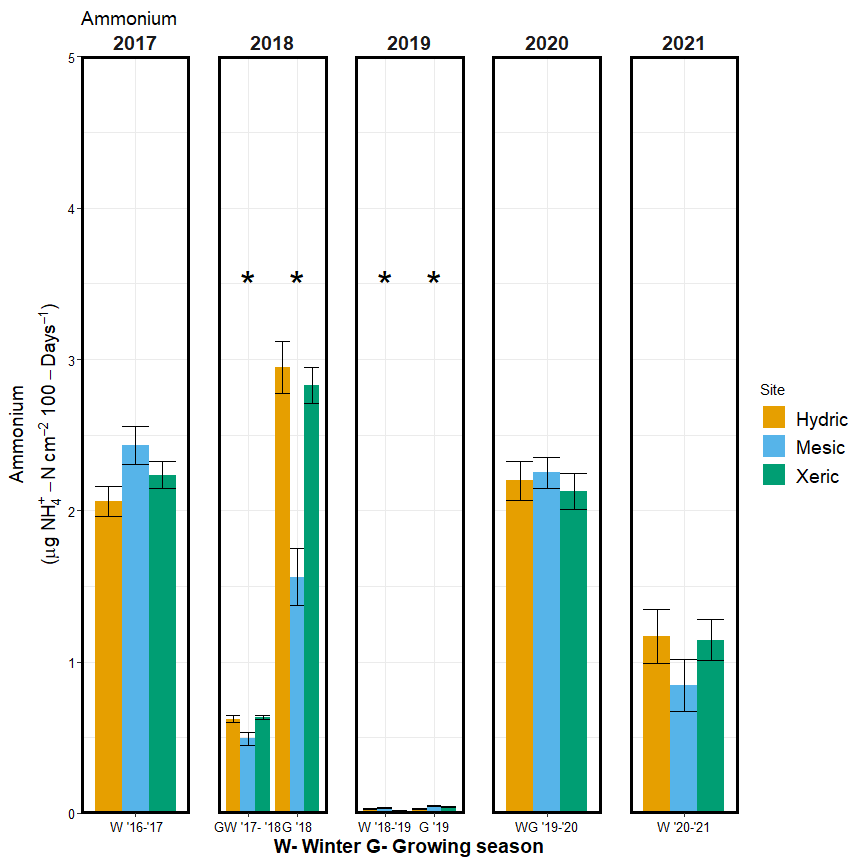 Ammonium
2017 2018 2019 2020 2021
5
4
3
2
1
0
Ammonium
(μg NH₄⁺ – N cm⁻² 100 – Days⁻¹)
* * * *
W '16-'17 GW '17- '18 G '18 W '18-'19 G '19 WG '19-'20 W '20-'21
W- Winter G- Growing season
Site
Hydric
Mesic
Xeric